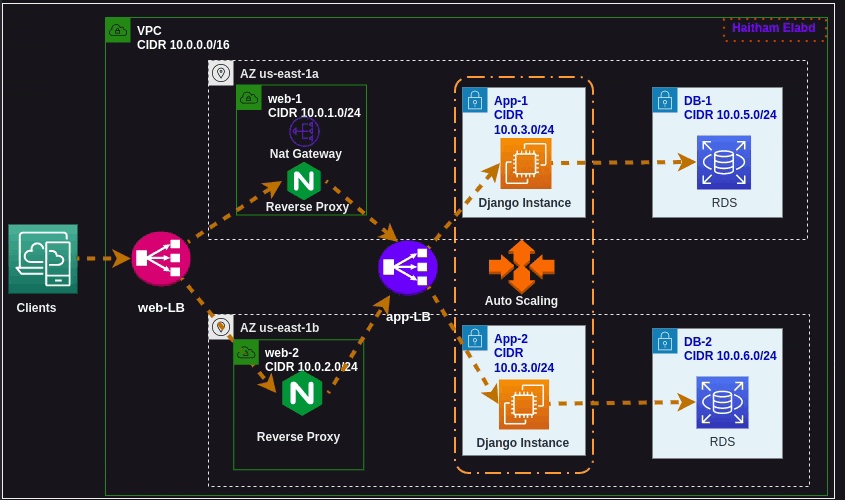 VPC
CIDR 10.0.0.0/16
Haitham Elabd
AZ us-east-1a
web-1
CIDR 10.0.1.0/24
Nat Gateway
N
Reverse Proxy
App-1
CIDR
10.0.3.0/24
Django Instance
DB-1
CIDR 10.0.5.0/24
RDS
Clients
web-LB
app-LB
Auto Scaling
AZ us-east-1b
web-2
CIDR 10.0.2.0/24
N
Reverse Proxy
App-2
CIDR
10.0.3.0/24
Django Instance
DB-2
CIDR 10.0.6.0/24
RDS